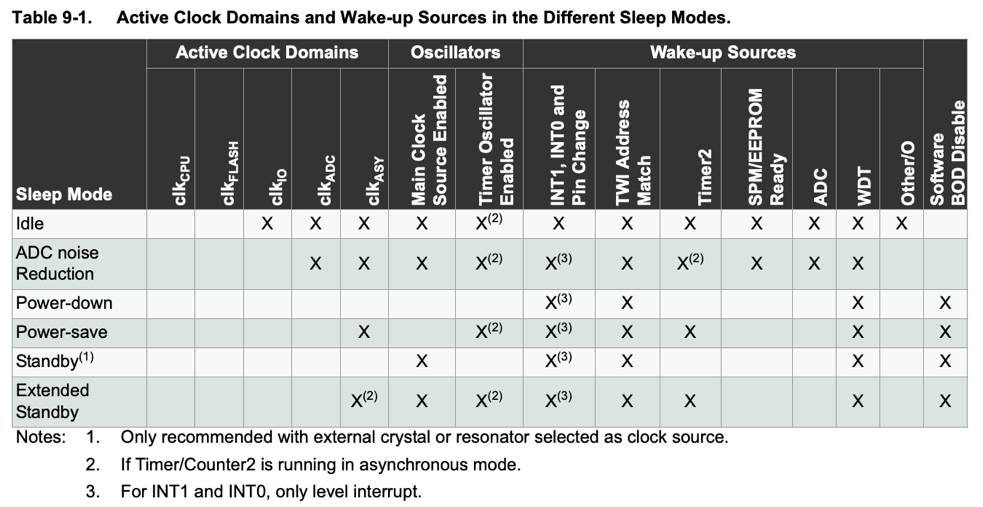 Table 9-1. Active Clock Domains and Wake-up Sources in the Different Sleep Modes.
Active Clock Domains Oscillators Wake-up Sources
Sleep Mode clkCPU clkFLASH clkIO clkADC clkASY Main Clock Source Enabled Timer Oscillator Enabled INT1, INT0 and Pin Change TWI Address Match Timer2 SPM/EEPROM Ready ADC WDT Other/O Software BOD Disable
Idle X X X X X(2) X X X X X X X
ADC noise
Reduction X X X X(2) X(3) X X(2) X X X
Power-down X(3) X X X
Power-save X X(2) X(3) X X X X
Standby(1) X X(3) X X X
Extended
Standby X(2) X X(2) X(3) X X X X
Notes: 1. Only recommended with external crystal or resonator selected as clock source.
2. If Timer/Counter2 is running in asynchronous mode.
3. For INT1 and INT0, only level interrupt.